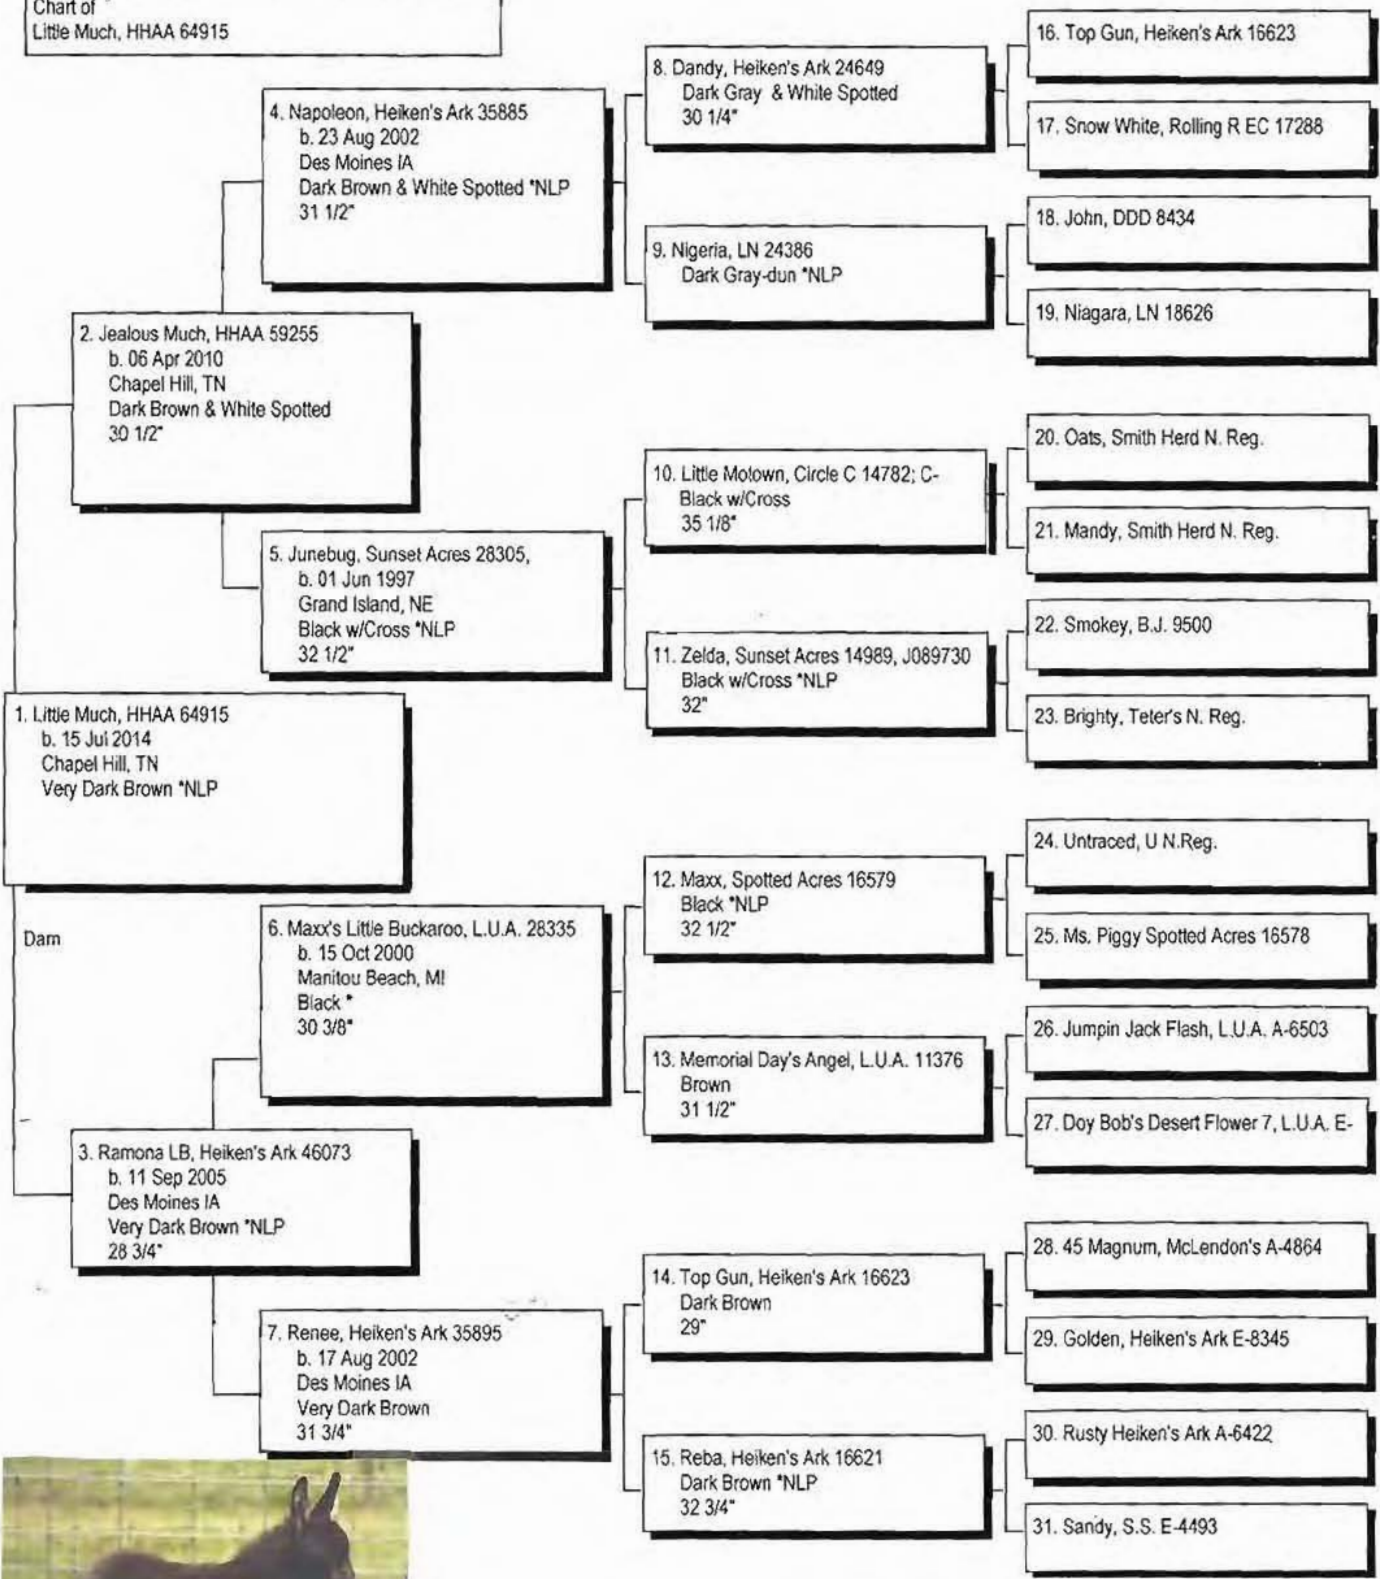 Chart of
Little Much, HHAA 64915
1. Little Much, HHAA 64915
b. 15 Jul 2014
Chapel Hill, TN
Very Dark Brown *NLP
Dam
2. Jealous Much, HHAA 59255
b. 06 Apr 2010
Chapel Hill, TN
Dark Brown & White Spotted
30 1/2"
3. Ramona LB, Heiken's Ark 46073
b. 11 Sep 2005
Des Moines IA
Very Dark Brown *NLP
28 3/4"
4. Napoleon, Heiken's Ark 35885
b. 23 Aug 2002
Des Moines IA
Dark Brown & White Spotted *NLP
31 1/2"
5. Junebug, Sunset Acres 28305,
b. 01 Jun 1997
Grand Island, NE
Black w/Cross *NLP
32 1/2"
6. Maxx's Little Buckaroo, L.U.A. 28335
b. 15 Oct 2000
Manitou Beach, MI
Black *
30 3/8"
7. Renee, Heiken's Ark 35895
b. 17 Aug 2002
Des Moines IA
Very Dark Brown
31 3/4"
8. Dandy, Heiken's Ark 24649
Dark Gray & White Spotted
30 1/4"
9. Nigeria, LN 24386
Dark Gray-dun *NLP
10. Little Motown, Circle C 14782; C-
Black w/Cross
35 1/8"
11. Zelda, Sunset Acres 14989, J089730
Black w/Cross *NLP
32"
12. Maxx, Spotted Acres 16579
Black *NLP
32 1/2"
13. Memorial Day's Angel, L.U.A. 11376
Brown
31 1/2"
14. Top Gun, Heiken's Ark 16623
Dark Brown
29"
15. Reba, Heiken's Ark 16621
Dark Brown *NLP
32 3/4"
16. Top Gun, Heiken's Ark 16623
17. Snow White, Rolling R EC 17288
18. John, DDD 8434
19. Niagara, LN 18626
20. Oats, Smith Herd N. Reg.
21. Mandy, Smith Herd N. Reg.
22. Smokey, B.J. 9500
23. Brighty, Teter's N. Reg.
24. Untraced, U N.Reg.
25. Ms. Piggy Spotted Acres 16578
26. Jumpin Jack Flash, L.U.A. A-6503
27. Doy Bob's Desert Flower 7, L.U.A. E-
28. 45 Magnum, McLendon's A-4864
29. Golden, Heiken's Ark E-8345
30. Rusty Heiken's Ark A-6422
31. Sandy, S.S. E-4493